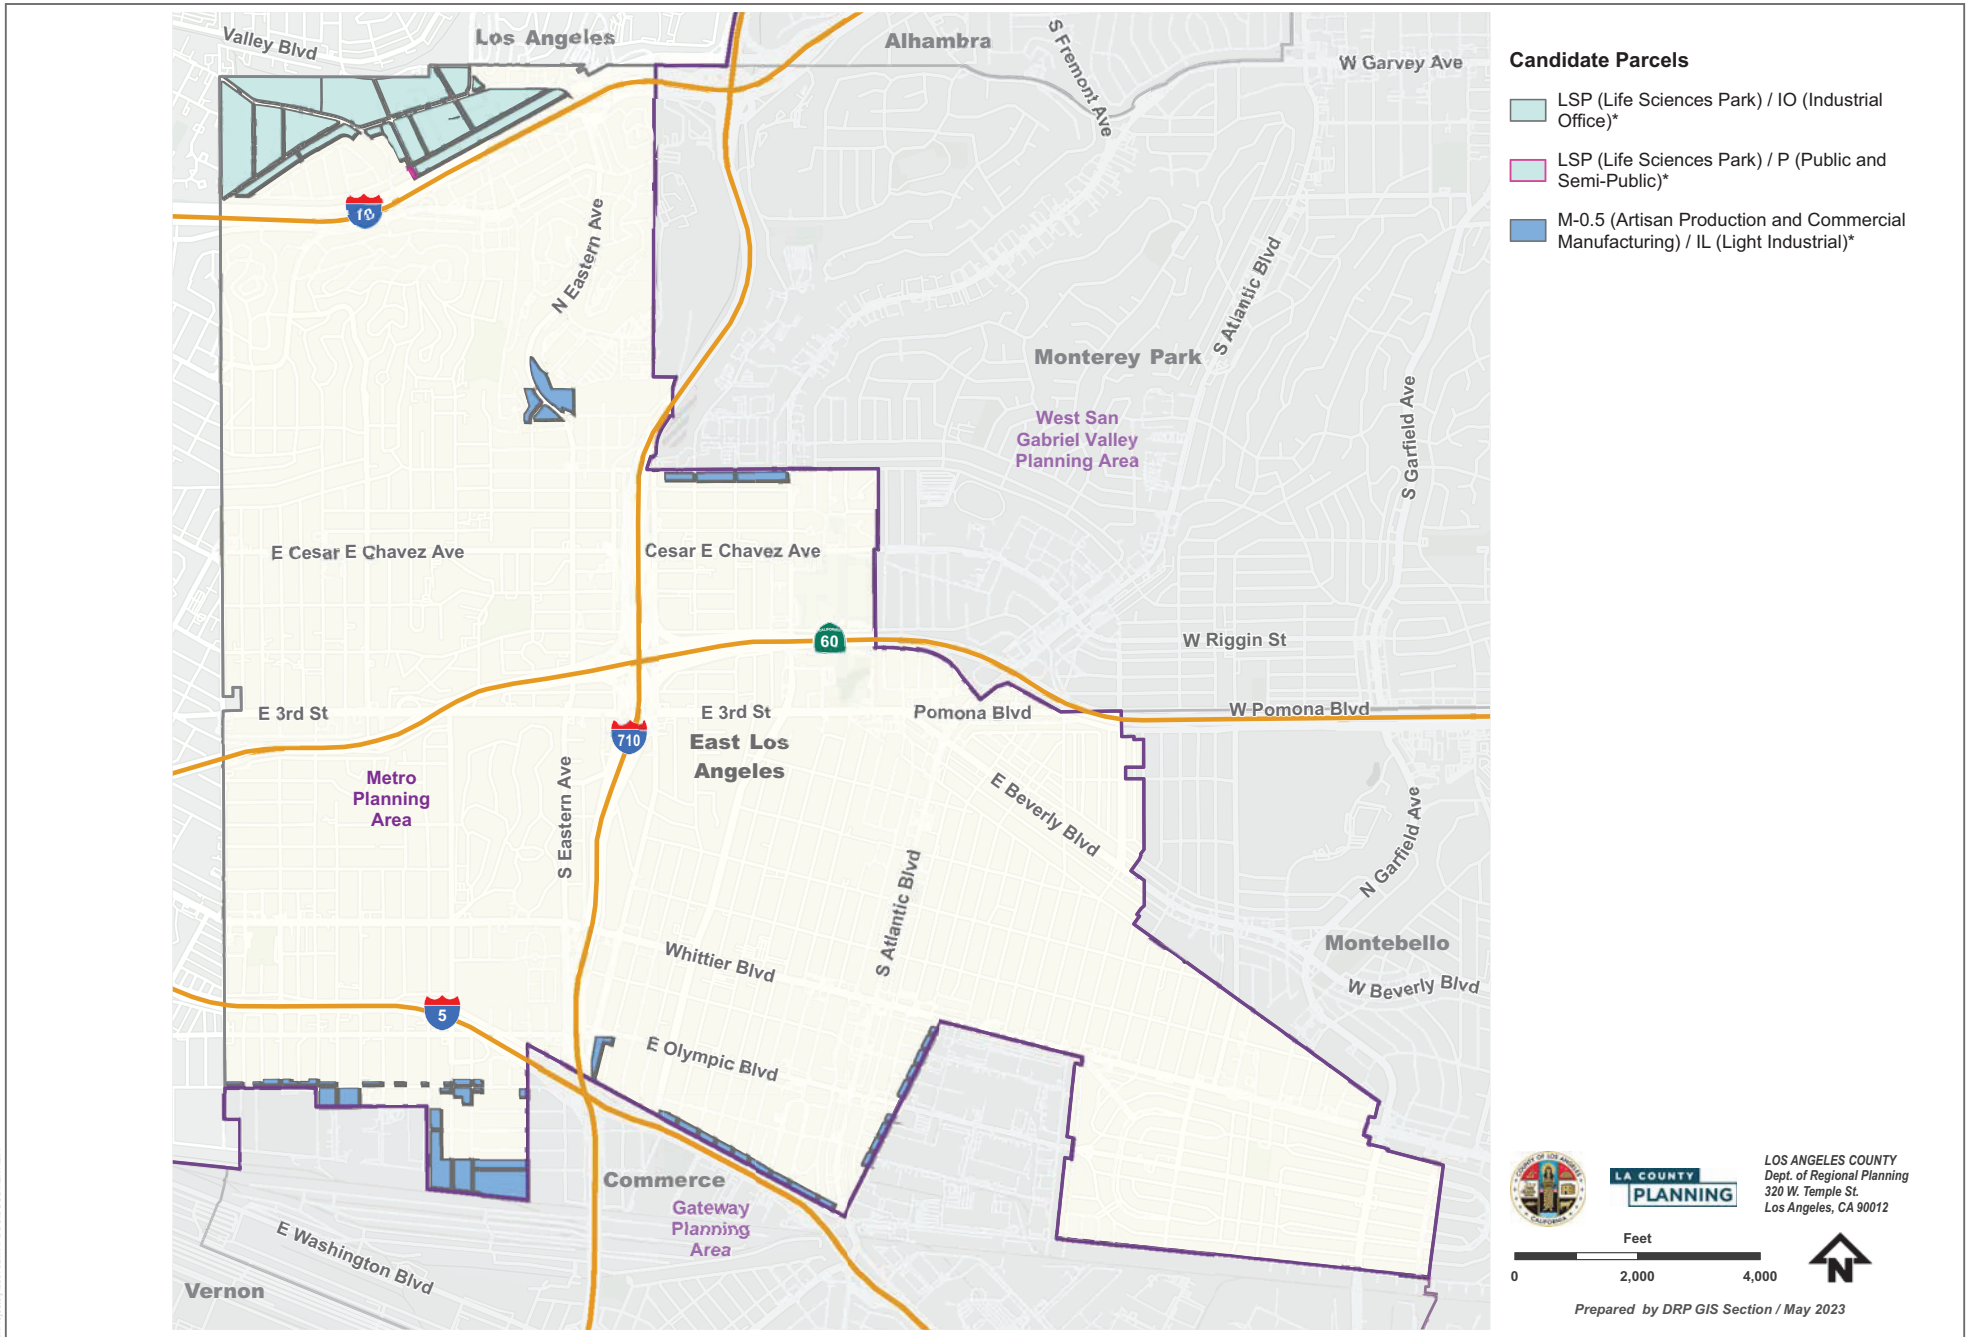 Valley Blvd
Los Angeles
Alhambra
S Fremont Ave
W Garvey Ave
10
N Eastern Ave
S Atlantic Blvd
Monterey Park
West San
Gabriel Valley
Planning Area
S Garfield Ave
E Cesar E Chavez Ave
Cesar E Chavez Ave
60
W Riggin St
E 3rd St
E 3rd St
Pomona Blvd
W Pomona Blvd
710
East Los
Angeles
Metro
Planning
Area
S Eastern Ave
E Beverly Blvd
N Garfield Ave
S Atlantic Blvd
Whittier Blvd
Montebello
W Beverly Blvd
5
E Olympic Blvd
Commerce
Gateway
Planning
Area
E Washington Blvd
Vernon
Candidate Parcels
LSP (Life Sciences Park) / IO (Industrial
Office)*
LSP (Life Sciences Park) / P (Public and
Semi-Public)*
M-0.5 (Artisan Production and Commercial
Manufacturing) / IL (Light Industrial)*
COUNTY OF LOS ANGELES
CALIFORNIA
LA COUNTY
PLANNING
LOS ANGELES COUNTY
Dept. of Regional Planning
320 W. Temple St.
Los Angeles, CA 90012
Feet
0 2,000 4,000
N
Prepared by DRP GIS Section / May 2023